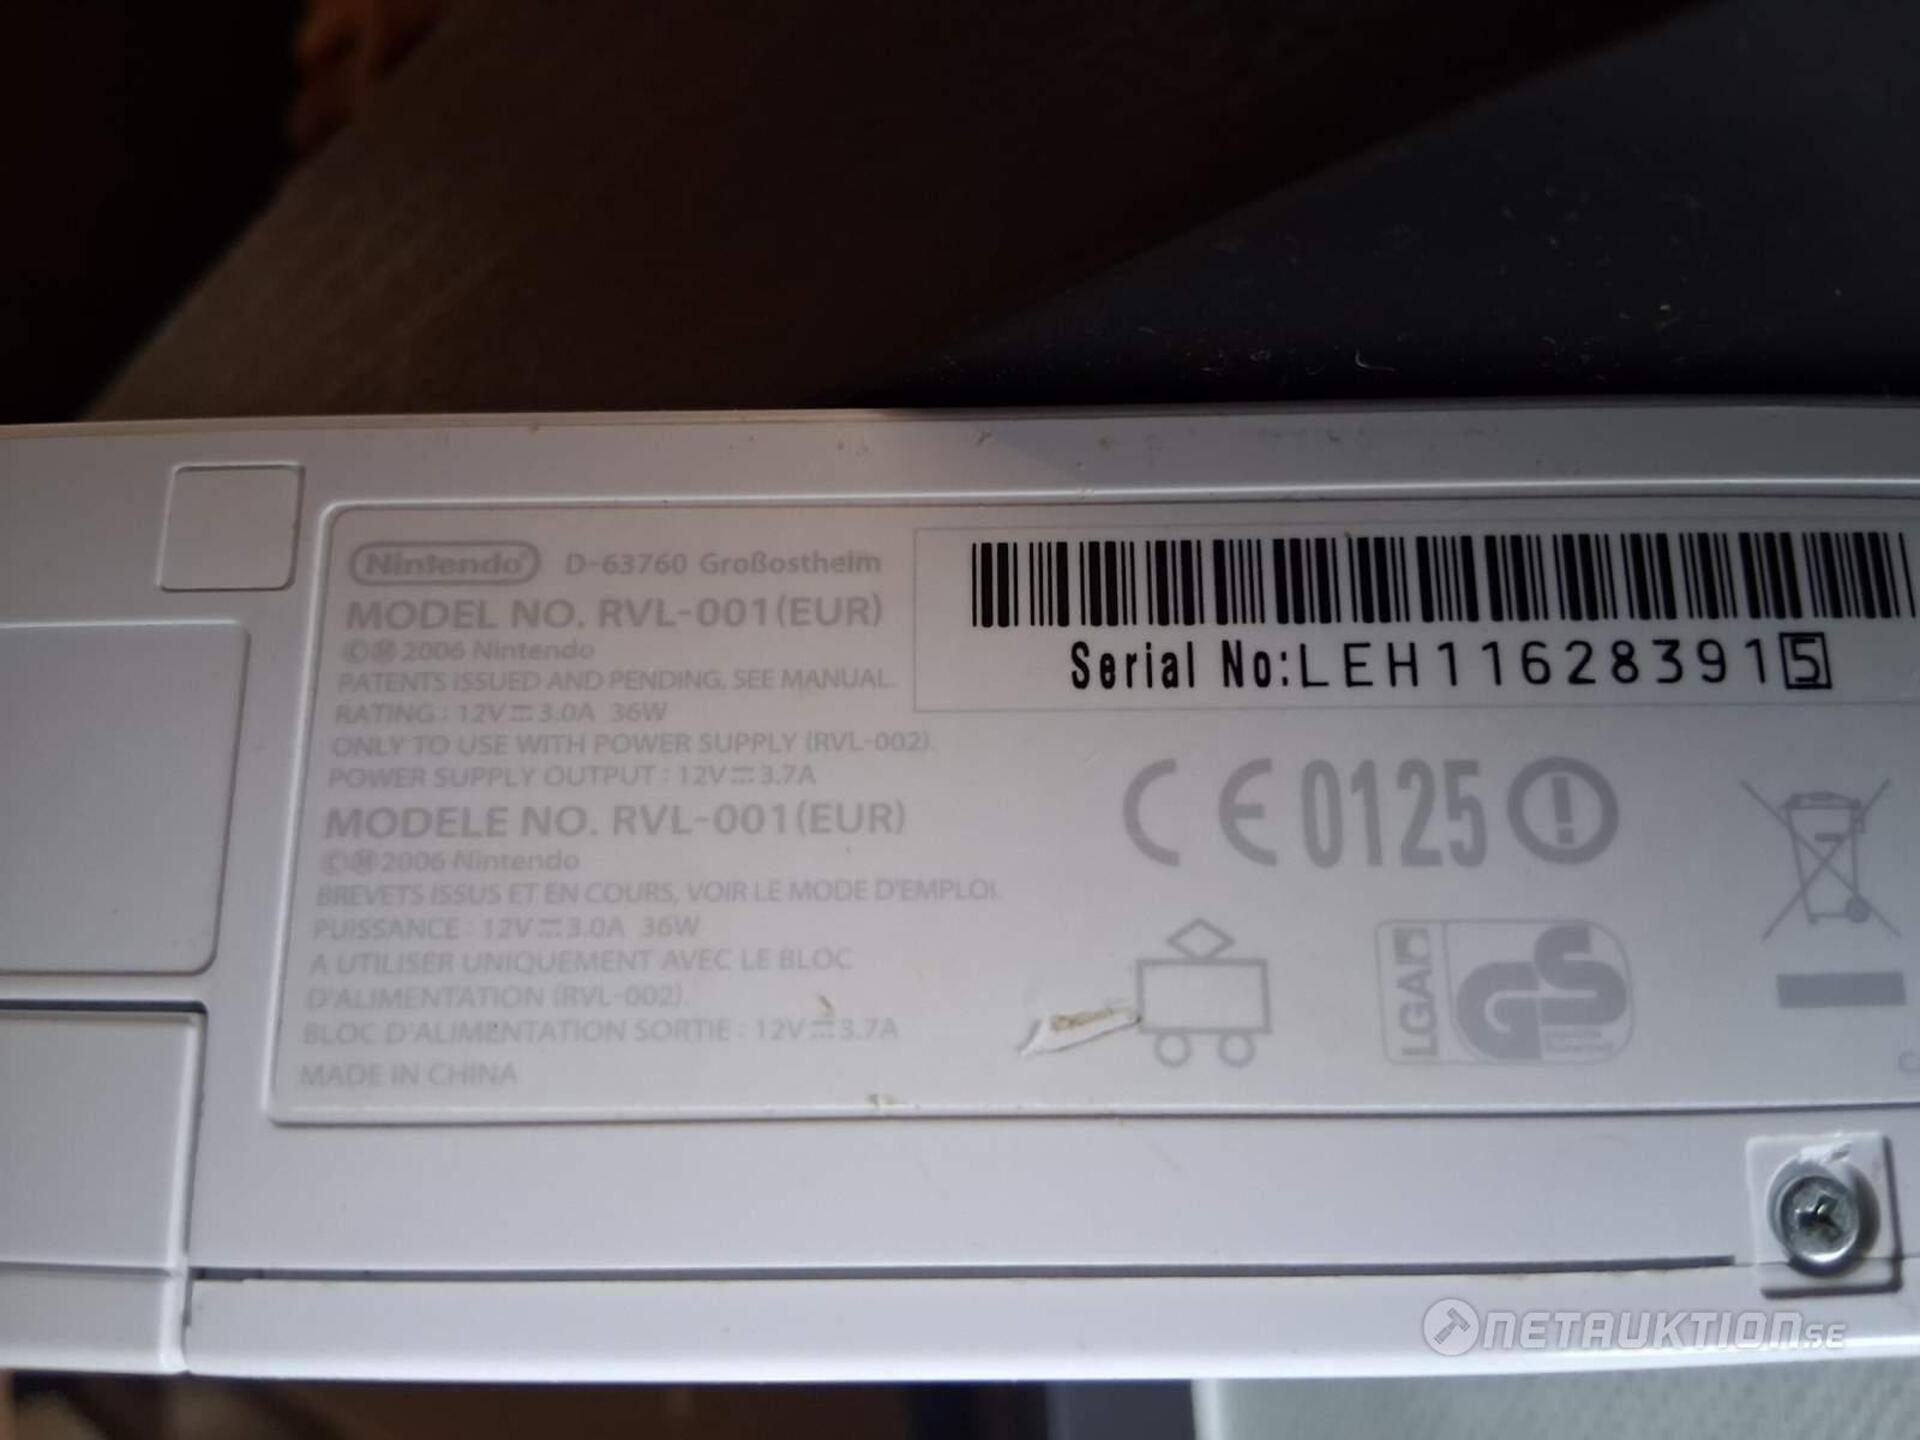 Nintendo D-63760 Großostheim
MODEL NO. RVL-001(EUR)
©Ⓜ 2006 Nintendo
PATENTS ISSUED AND PENDING, SEE MANUAL.
RATING : 12V⎓3.0A 36W
ONLY TO USE WITH POWER SUPPLY (RVL-002).
POWER SUPPLY OUTPUT : 12V⎓3.7A
MODELE NO. RVL-001(EUR)
©Ⓜ 2006 Nintendo
BREVETS ISSUS ET EN COURS, VOIR LE MODE D'EMPLOI.
PUISSANCE : 12V⎓3.0A 36W
A UTILISER UNIQUEMENT AVEC LE BLOC
D'ALIMENTATION (RVL-002).
BLOC D'ALIMENTATION SORTIE : 12V⎓3.7A
MADE IN CHINA
Serial No:LEH116283915
CE0125
LGA
GS
NETAUKTION.SE